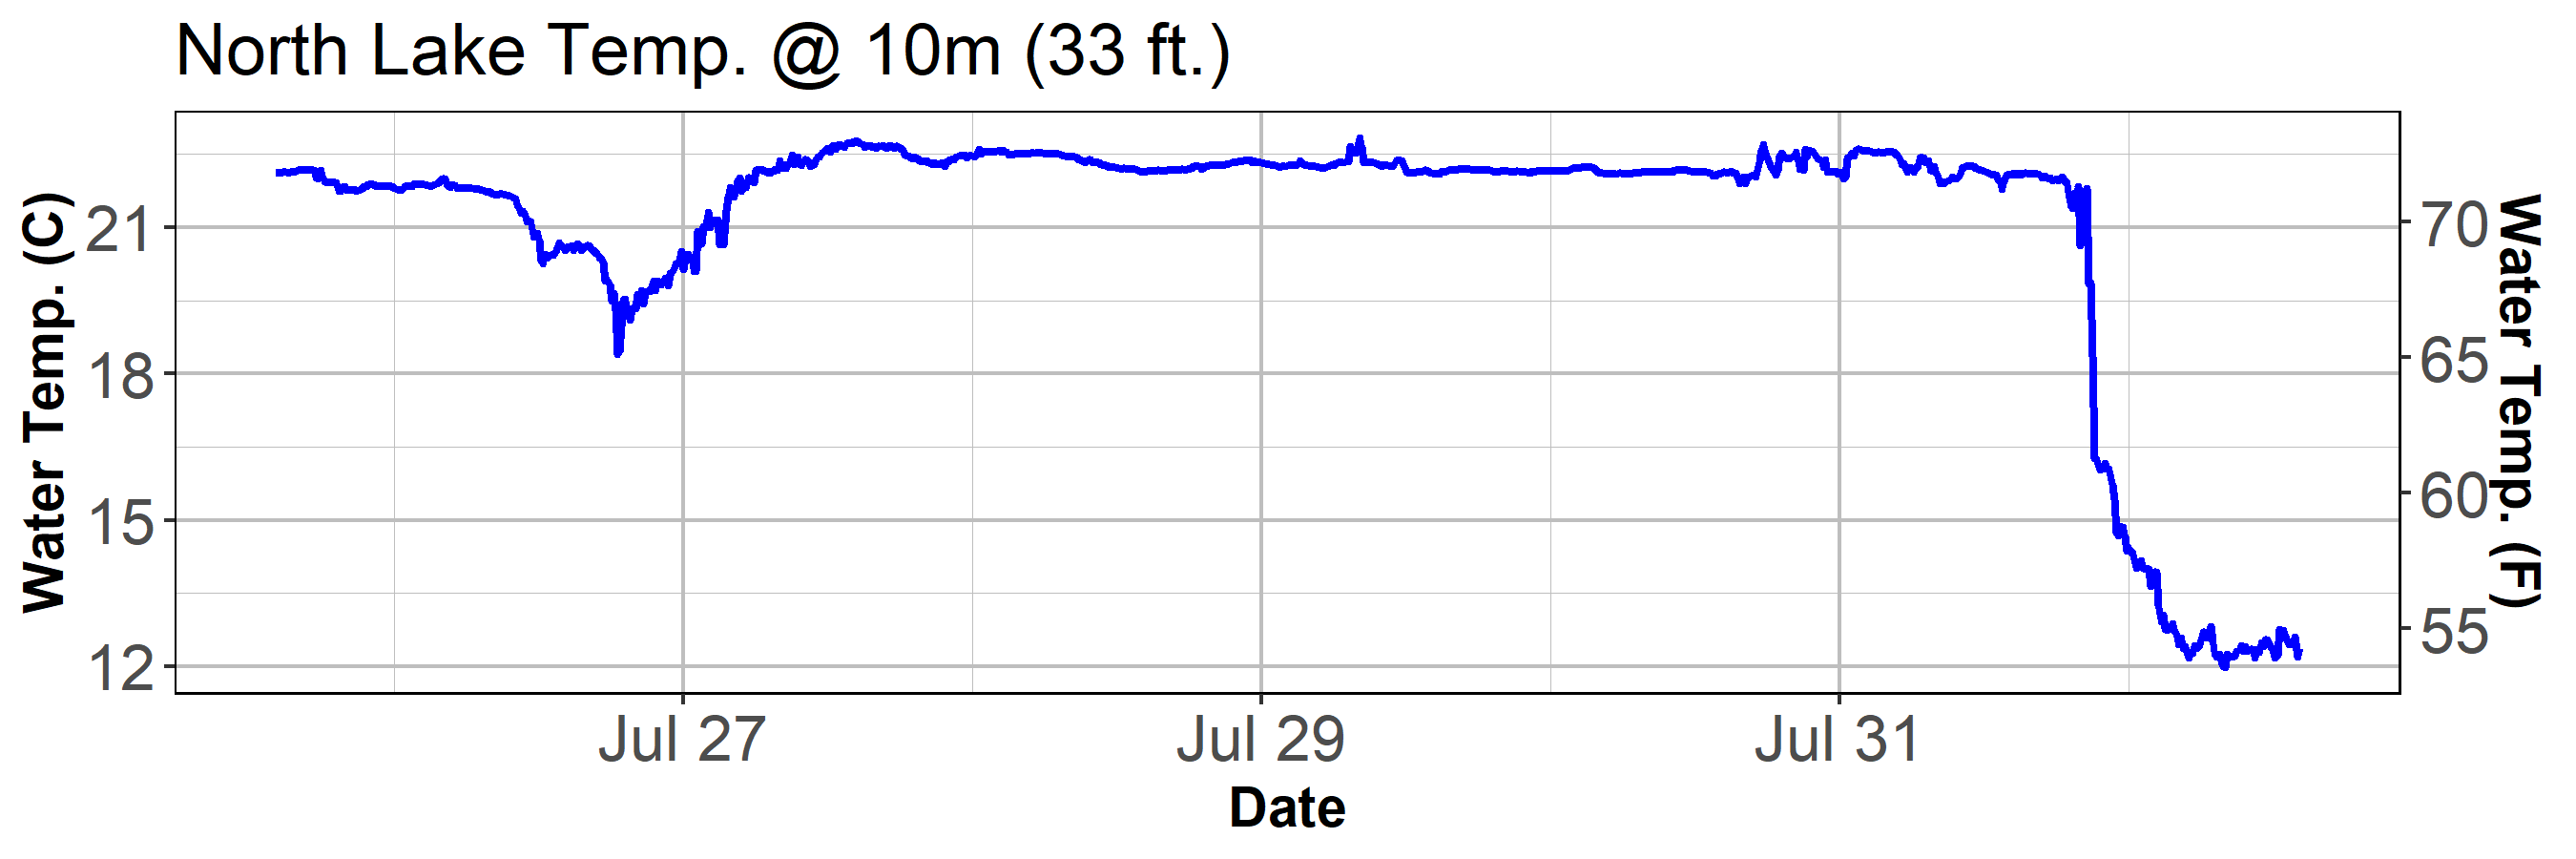 North Lake Temp. @ 10m (33 ft.)
Water Temp. (C)
21
18
15
12
70
65
60
55
Water Temp. (F)
Jul 27
Jul 29
Jul 31
Date